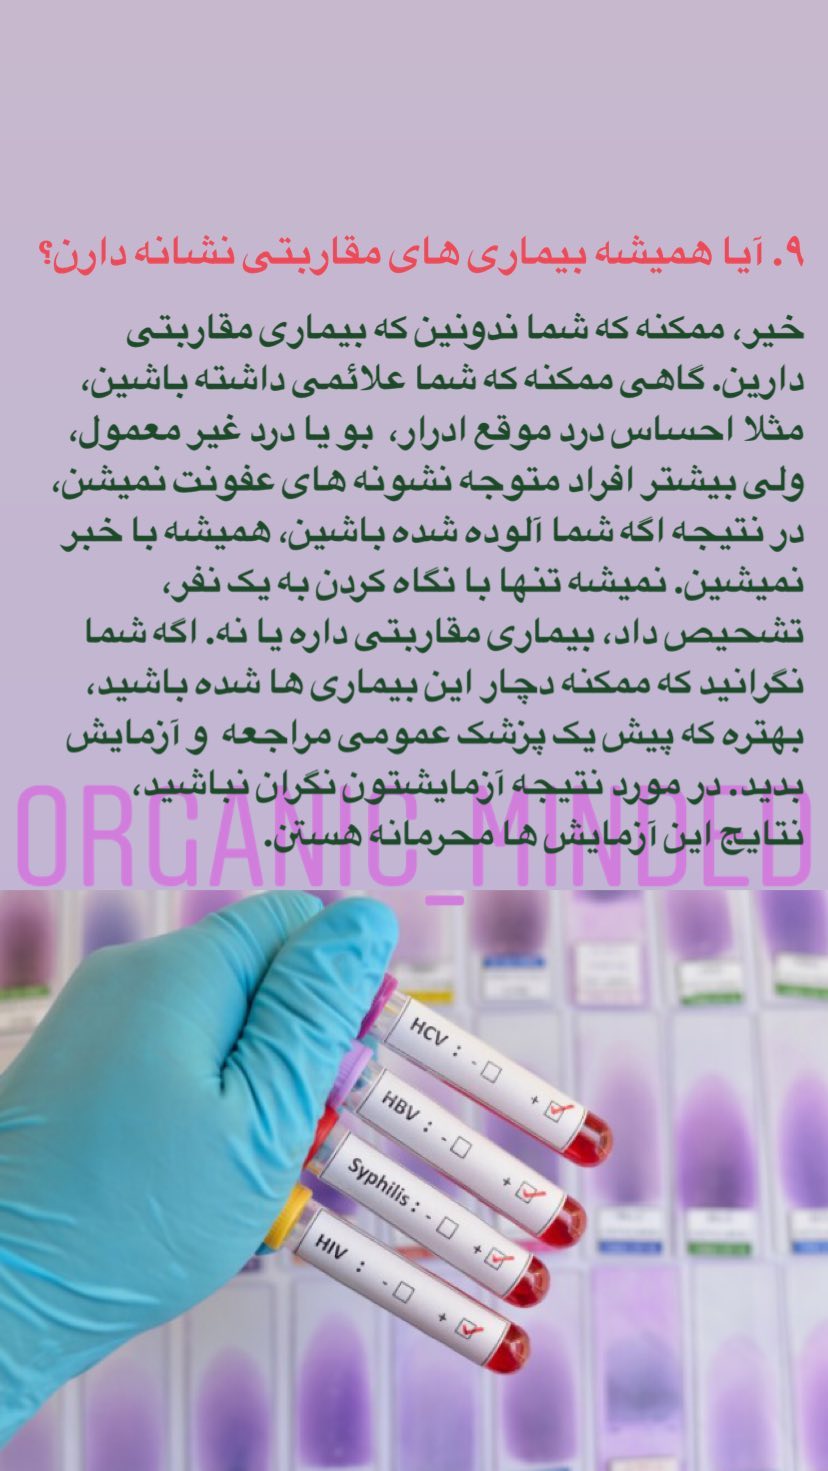 ۹. آیا همیشه بیماری های مقاربتی نشانه دارن؟
خیر، ممکنه که شما ندونین که بیماری مقاربتی
دارین. گاهی ممکنه که شما علائمی داشته باشین،
مثلا احساس درد موقع ادرار، بو یا درد غیر معمول،
ولی بیشتر افراد متوجه نشونه های عفونت نمیشن،
در نتیجه اگه شما آلوده شده باشین، همیشه با خبر
نمیشین. نمیشه تنها با نگاه کردن به یک نفر،
تشحیص داد، بیماری مقاربتی داره یا نه. اگه شما
نگرانید که ممکنه دچار این بیماری ها شده باشید،
بهتره که پیش یک پزشک عمومی مراجعه و آزمایش
بدید. در مورد نتیجه آزمایشتون نگران نباشید،
نتایج این آزمایش ها محرمانه هستن.
ORGANIC_MINDED
HCV : - ☐ + ☑
HBV : - ☐ + ☑
Syphilis : - ☐ + ☑
HIV : - ☐ + ☑